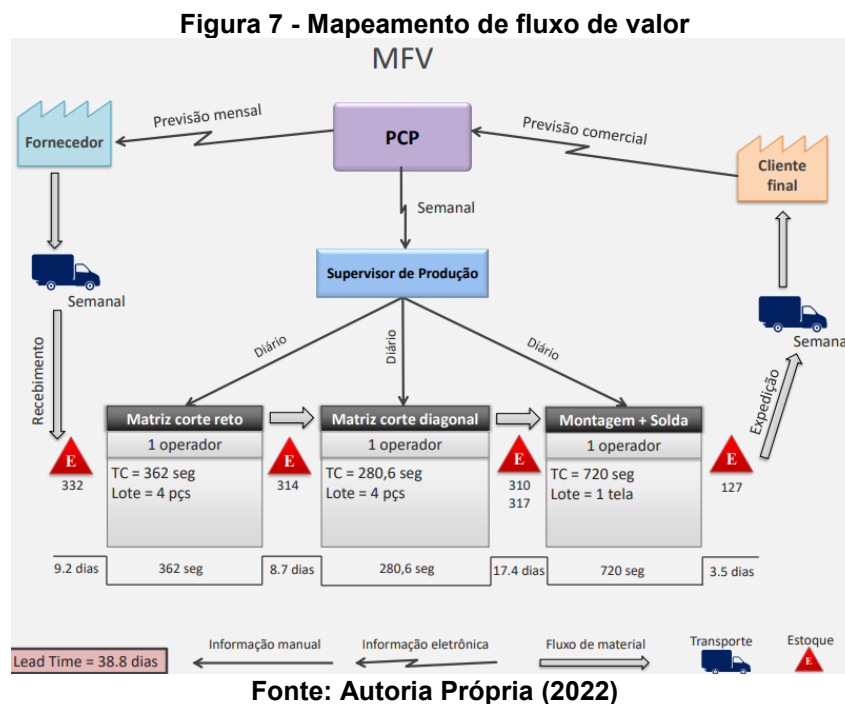 Figura 7 - Mapeamento de fluxo de valor
MFV
Previsão mensal
Previsão comercial
Fornecedor
PCP
Cliente
final
Semanal
Supervisor de Produção
Semanal
Semanal
Diário
Diário
Diário
Recebimento
Expedição
Matriz corte reto
Matriz corte diagonal
Montagem + Solda
1 operador
1 operador
1 operador
E
332
TC = 362 seg
Lote = 4 pçs
E
314
TC = 280,6 seg
Lote = 4 pçs
E
310
317
TC = 720 seg
Lote = 1 tela
E
127
9.2 dias
362 seg
8.7 dias
280,6 seg
17.4 dias
720 seg
3.5 dias
Lead Time = 38.8 dias
Informação manual
Informação eletrônica
Fluxo de material
Transporte
Estoque
E
Fonte: Autoria Própria (2022)